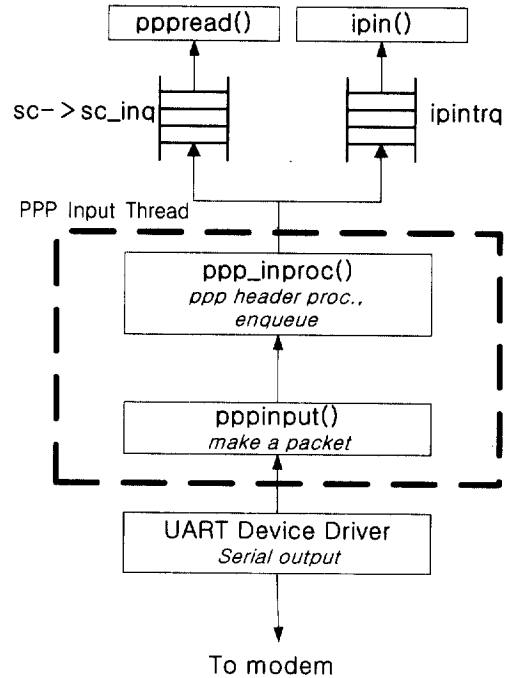 pppread()
ipin()
sc->sc_inq
ipintrq
PPP Input Thread
ppp_inproc()
ppp header proc.,
enqueue
pppinput()
make a packet
UART Device Driver
Serial output
To modem